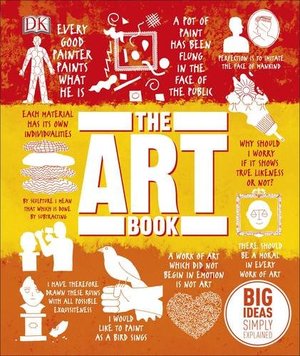 DK
EVERY
GOOD
PAINTER
PAINTS
WHAT
HE IS
A POT OF
PAINT HAS
BEEN
FLUNG
IN THE
FACE OF
THE PUBLIC
PERFECTION IS TO IMITATE
THE FACE OF MANKIND
EACH MATERIAL
HAS ITS OWN
INDIVIDUALITIES
THE
ART
BOOK
WHY SHOULD
I WORRY
IF IT SHOWS
TRUE LIKENESS
OR NOT?
BY SCULPTURE I MEAN
THAT WHICH IS DONE
BY SUBTRACTING
THERE SHOULD
BE A MORAL
IN EVERY
WORK OF ART
A WORK OF ART
WHICH DID NOT
BEGIN IN EMOTION
IS NOT ART
I HAVE THEREFORE
DRAWN THESE RUINS
WITH ALL POSSIBLE
EXQUISITENESS
I WOULD
LIKE TO PAINT
AS A BIRD SINGS
BIG
IDEAS
SIMPLY
EXPLAINED